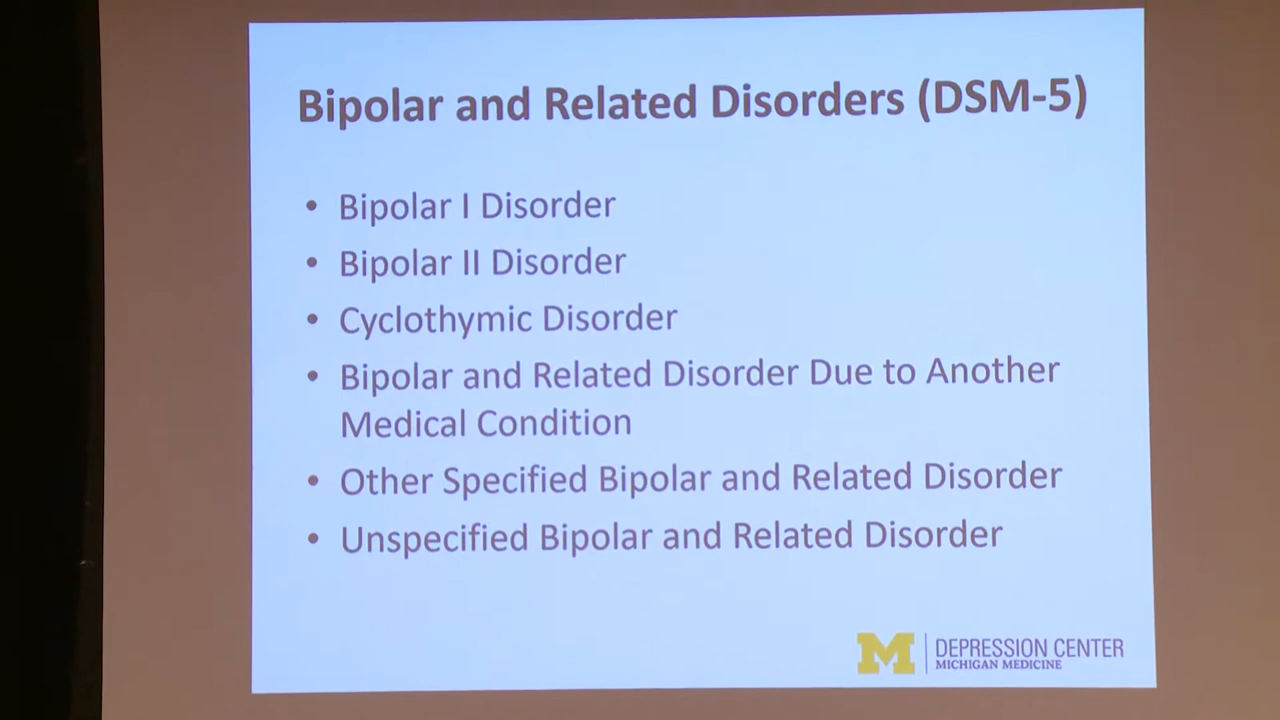 Bipolar and Related Disorders (DSM-5)
• Bipolar I Disorder
• Bipolar II Disorder
• Cyclothymic Disorder
• Bipolar and Related Disorder Due to Another
Medical Condition
• Other Specified Bipolar and Related Disorder
• Unspecified Bipolar and Related Disorder
M DEPRESSION CENTER
MICHIGAN MEDICINE